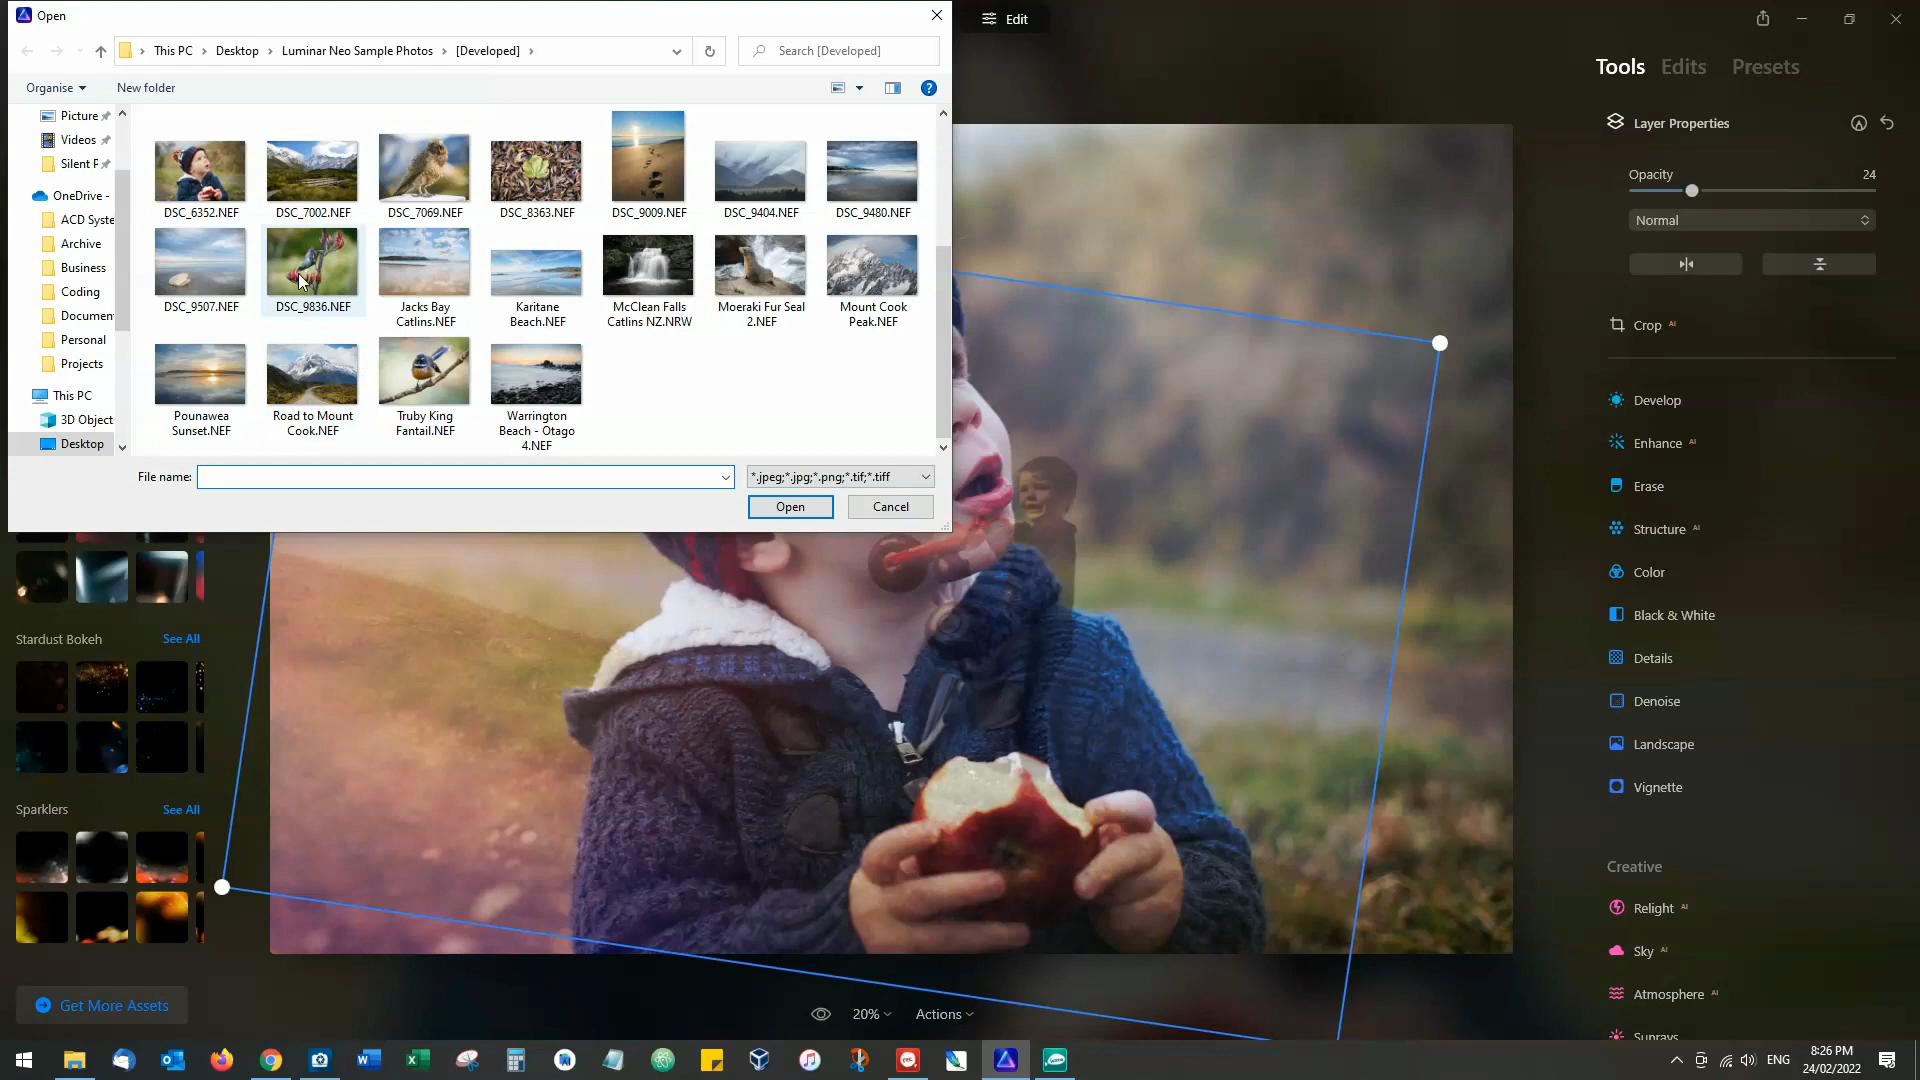 Open
Edit
This PC > Desktop > Luminar Neo Sample Photos > [Developed] >
Search [Developed]
Organise
New folder
Picture
Videos
Silent P
OneDrive -
ACD Syste
Archive
Business
Coding
Documen
Personal
Projects
This PC
3D Object
Desktop
DSC_6352.NEF
DSC_7002.NEF
DSC_7069.NEF
DSC_8363.NEF
DSC_9009.NEF
DSC_9404.NEF
DSC_9480.NEF
DSC_9507.NEF
DSC_9836.NEF
Jacks Bay
Catlins.NEF
Karitane
Beach.NEF
McClean Falls
Catlins NZ.NRW
Moeraki Fur Seal
2.NEF
Mount Cook
Peak.NEF
Pounawea
Sunset.NEF
Road to Mount
Cook.NEF
Truby King
Fantail.NEF
Warrington
Beach - Otago
4.NEF
File name:
*.jpeg;*.jpg;*.png;*.tif;*.tiff
Open
Cancel
Stardust Bokeh
See All
Sparklers
See All
Get More Assets
20%
Actions
Tools
Edits
Presets
Layer Properties
Opacity
24
Normal
Crop AI
Develop
Enhance AI
Erase
Structure AI
Color
Black & White
Details
Denoise
Landscape
Vignette
Creative
Relight AI
Sky AI
Atmosphere AI
Sunrays
ENG
8:26 PM
24/02/2022